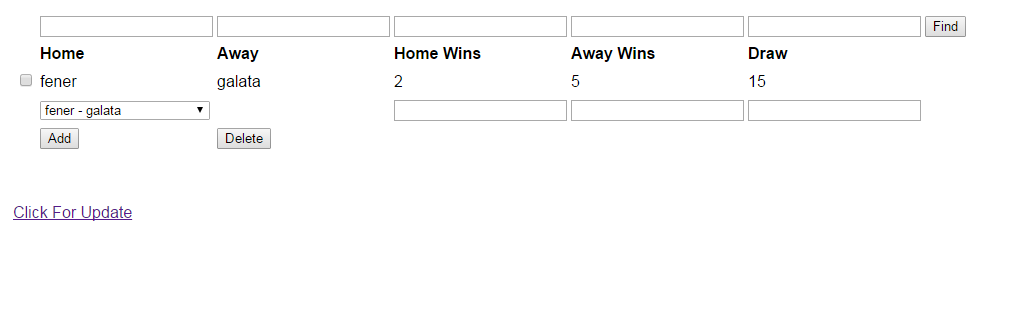 Find
Home Away Home Wins Away Wins Draw
fener galata 2 5 15
fener - galata
Add Delete
Click For Update